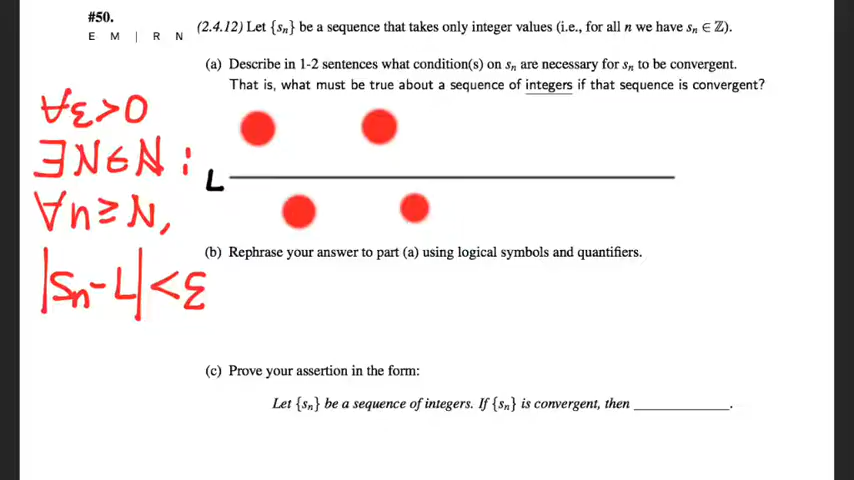 #50.
E M | R N
(2.4.12) Let {sₙ} be a sequence that takes only integer values (i.e., for all n we have sₙ ∈ ℤ).
(a) Describe in 1-2 sentences what condition(s) on sₙ are necessary for sₙ to be convergent.
That is, what must be true about a sequence of integers if that sequence is convergent?
∀ε>0
∃N∈ℕ :
∀n≥N,
|sₙ-L|<ε
L
(b) Rephrase your answer to part (a) using logical symbols and quantifiers.
(c) Prove your assertion in the form:
Let {sₙ} be a sequence of integers. If {sₙ} is convergent, then ____________.